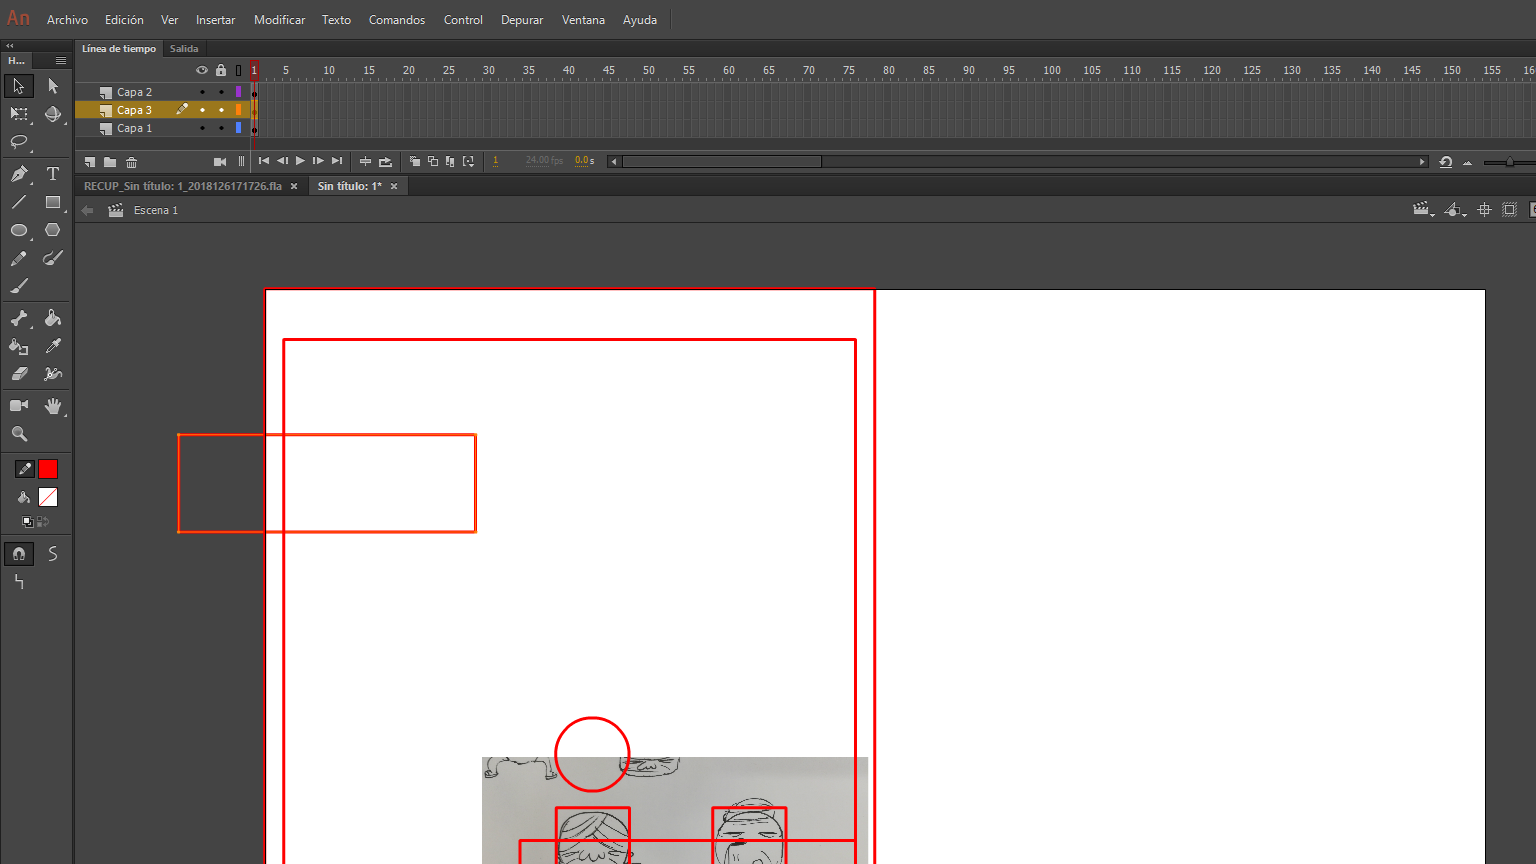 An Archivo Edición Ver Insertar Modificar Texto Comandos Control Depurar Ventana Ayuda
H...
Línea de tiempo Salida
1 5 10 15 20 25 30 35 40 45 50 55 60 65 70 75 80 85 90 95 100 105 110 115 120 125 130 135 140 145 150 155
Capa 2
Capa 3
Capa 1
1 24.00 fps 0.0 s
RECUP_Sin título: 1_2018126171726.fla × Sin título: 1* ×
Escena 1